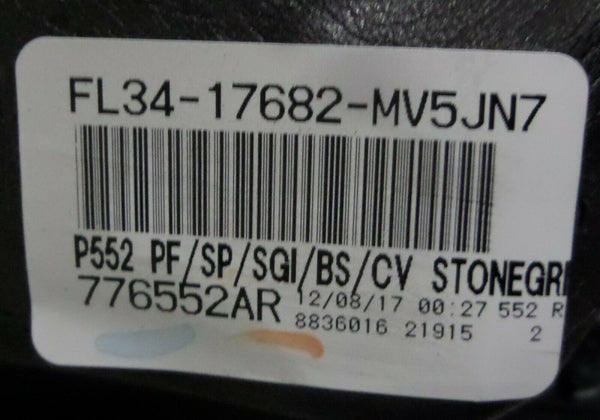 FL34-17682-MV5JN7
P552 PF/SP/SGI/BS/CV STONEGR
776552AR 12/08/17 00:27 552 R
8836016 21915 2